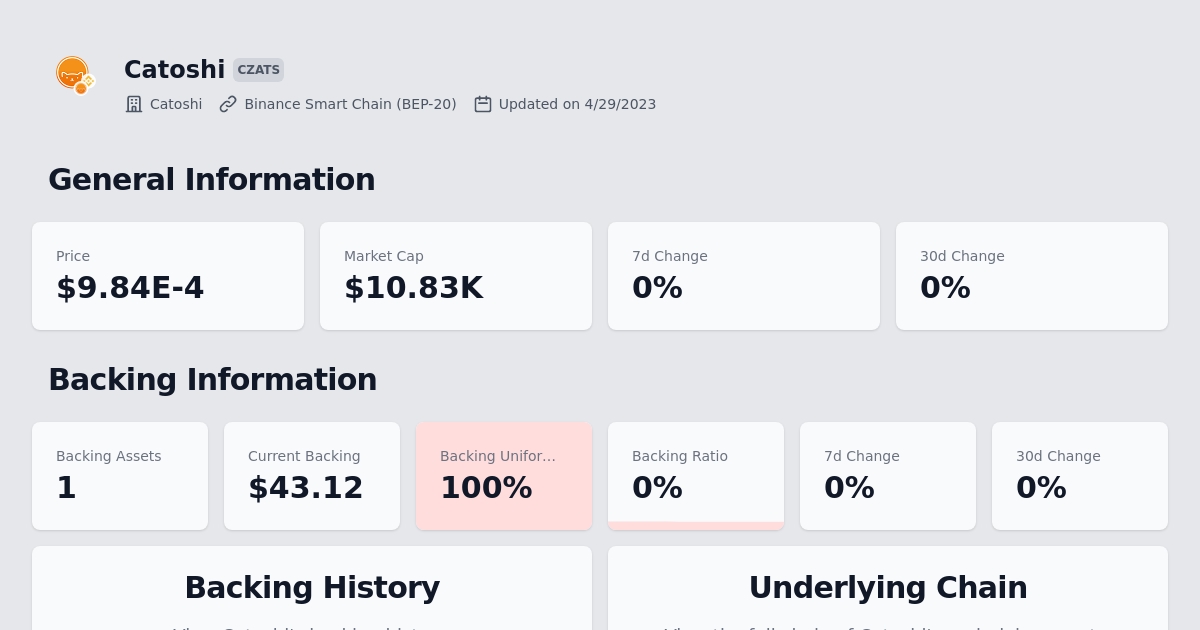 Catoshi CZATS
Catoshi Binance Smart Chain (BEP-20) Updated on 4/29/2023
General Information
Price Market Cap 7d Change 30d Change
$9.84E-4 $10.83K 0% 0%
Backing Information
Backing Assets Current Backing Backing Unifor... Backing Ratio 7d Change 30d Change
1 $43.12 100% 0% 0% 0%
Backing History Underlying Chain